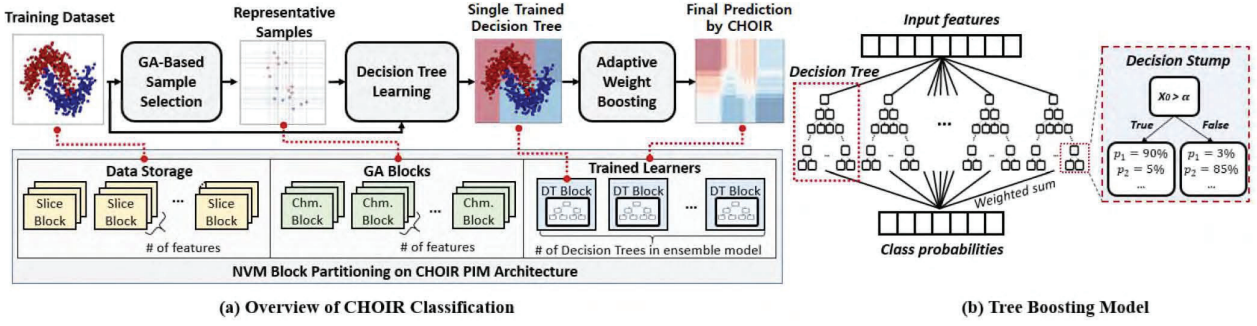 Training Dataset
Representative
Samples
Single Trained
Decision Tree
Final Prediction
by CHOIR
GA-Based
Sample
Selection
Decision Tree
Learning
Adaptive
Weight
Boosting
Data Storage
Slice
Block
Slice
Block
...
Slice
Block
# of features
GA Blocks
Chm.
Block
Chm.
Block
...
Chm.
Block
# of features
Trained Learners
DT Block
DT Block
...
DT Block
# of Decision Trees in ensemble model
NVM Block Partitioning on CHOIR PIM Architecture
(a) Overview of CHOIR Classification
Input features
Decision Tree
...
Weighted sum
Class probabilities
Decision Stump
X₀ > α
True
False
p₁ = 90%
p₂ = 5%
...
p₁ = 3%
p₂ = 85%
...
(b) Tree Boosting Model